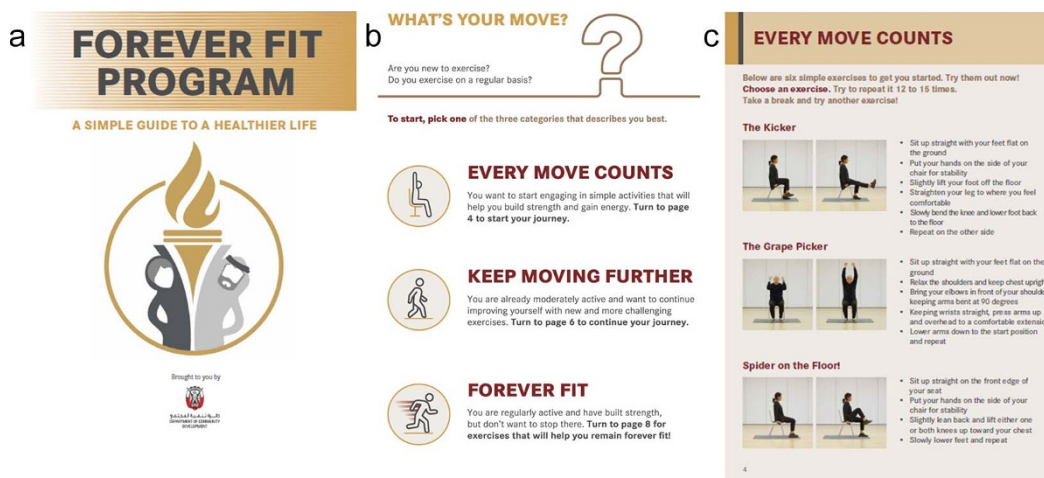 a
FOREVER FIT
PROGRAM
A SIMPLE GUIDE TO A HEALTHIER LIFE
Brought to you by
دائرة تنمية المجتمع
DEPARTMENT OF COMMUNITY
DEVELOPMENT
b
WHAT'S YOUR MOVE?
Are you new to exercise?
Do you exercise on a regular basis?
To start, pick one of the three categories that describes you best.
EVERY MOVE COUNTS
You want to start engaging in simple activities that will
help you build strength and gain energy. Turn to page
4 to start your journey.
KEEP MOVING FURTHER
You are already moderately active and want to continue
improving yourself with new and more challenging
exercises. Turn to page 6 to continue your journey.
FOREVER FIT
You are regularly active and have built strength,
but don't want to stop there. Turn to page 8 for
exercises that will help you remain forever fit!
c
EVERY MOVE COUNTS
Below are six simple exercises to get you started. Try them out now!
Choose an exercise. Try to repeat it 12 to 15 times.
Take a break and try another exercise!
The Kicker
• Sit up straight with your feet flat on
the ground
• Put your hands on the side of your
chair for stability
• Slightly lift your foot off the floor
• Straighten your leg to where you feel
comfortable
• Slowly bend the knee and lower foot back
to the floor
• Repeat on the other side
The Grape Picker
• Sit up straight with your feet flat on the
ground
• Relax the shoulders and keep chest uprigh
• Bring your elbows in front of your shoulde
keeping arms bent at 90 degrees
• Keeping wrists straight, press arms up
and overhead to a comfortable extensio
• Lower arms down to the start position
and repeat
Spider on the Floor!
• Sit up straight on the front edge of
your seat
• Put your hands on the side of your
chair for stability
• Slightly lean back and lift either one
or both knees up toward your chest
• Slowly lower feet and repeat
4